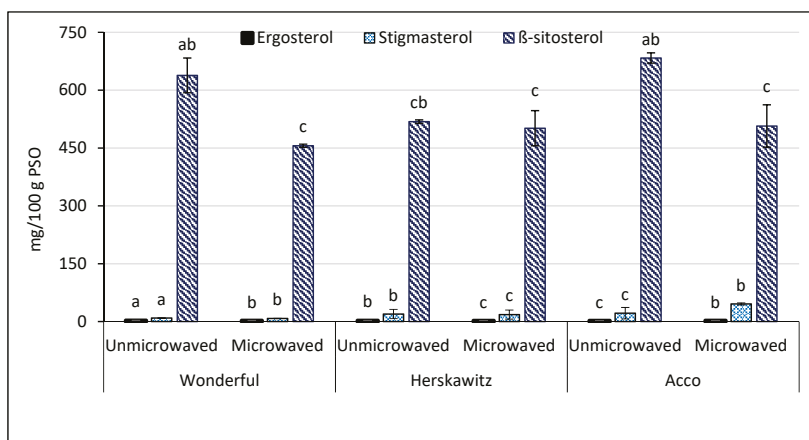 750
Ergosterol Stigmasterol ß-sitosterol
ab ab
600
cb c c
c
450
mg/100 g PSO
300
150
a a b b b b c c c c b b
0
Unmicrowaved Microwaved Unmicrowaved Microwaved Unmicrowaved Microwaved
Wonderful Herskawitz Acco